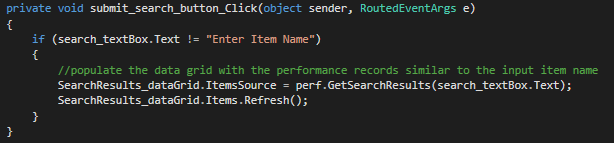 private void submit_search_button_Click(object sender, RoutedEventArgs e)
{
if (search_textBox.Text != "Enter Item Name")
{
//populate the data grid with the performance records similar to the input item name
SearchResults_dataGrid.ItemsSource = perf.GetSearchResults(search_textBox.Text);
SearchResults_dataGrid.Items.Refresh();
}
}